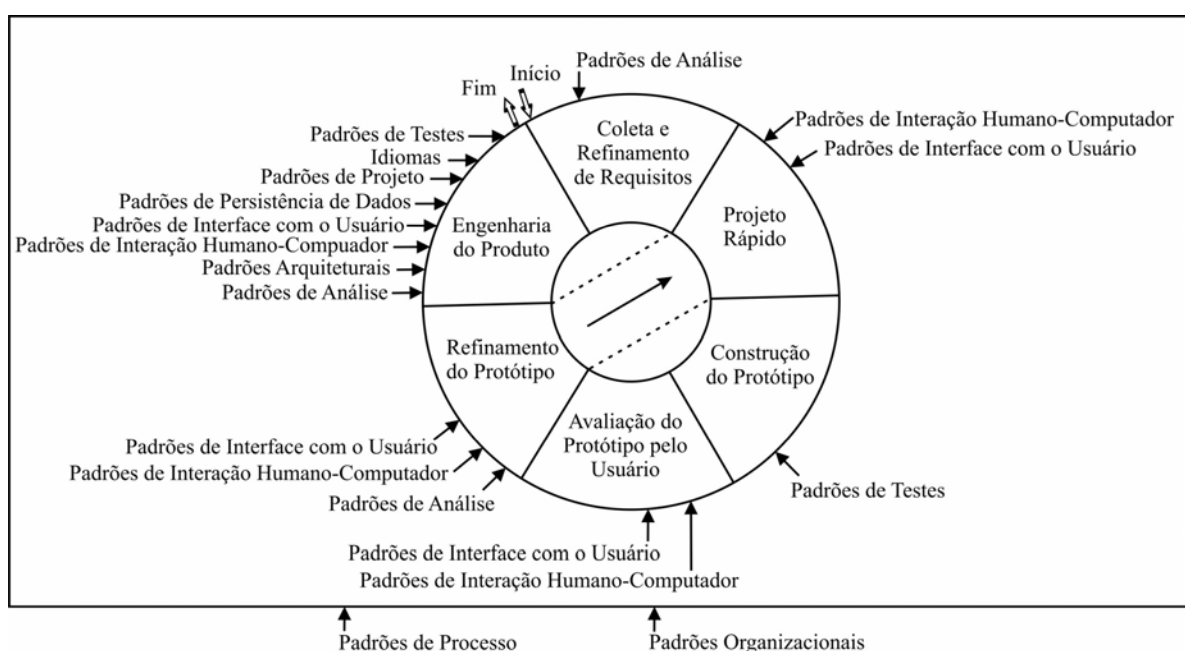 Padrões de Análise
Início
Fim
Padrões de Testes
Idiomas
Padrões de Projeto
Padrões de Persistência de Dados
Padrões de Interface com o Usuário
Padrões de Interação Humano-Compuador
Padrões Arquiteturais
Padrões de Análise
Coleta e
Refinamento
de Requisitos
Padrões de Interação Humano-Computador
Padrões de Interface com o Usuário
Projeto
Rápido
Engenharia
do Produto
Refinamento
do Protótipo
Construção
do Protótipo
Avaliação do
Protótipo pelo
Usuário
Padrões de Interface com o Usuário
Padrões de Interação Humano-Computador
Padrões de Análise
Padrões de Testes
Padrões de Interface com o Usuário
Padrões de Interação Humano-Computador
Padrões de Processo
Padrões Organizacionais